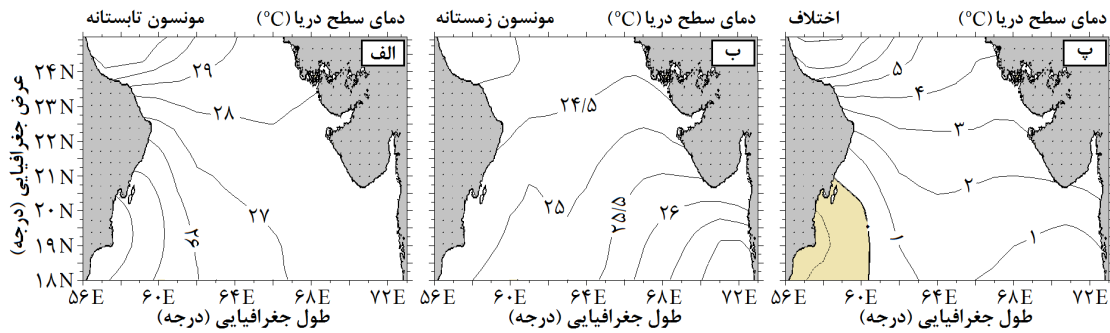 دمای سطح دریا (°C) مونسون تابستانه
الف
۲۹
۲۸
۲۷
۲۶
۲۴N
۲۳N
۲۲N
۲۱N
۲۰N
۱۹N
۱۸N
عرض جغرافیایی (درجه)
۵۶E ۶۰E ۶۴E ۶۸E ۷۲E
طول جغرافیایی (درجه)
دمای سطح دریا (°C) مونسون زمستانه
ب
۲۴/۵
۲۵
۲۵/۵
۲۶
۵۶E ۶۰E ۶۴E ۶۸E ۷۲E
طول جغرافیایی (درجه)
دمای سطح دریا (°C) اختلاف
پ
۵
۴
۳
۲
۱
۱
۰
۵۶E ۶۰E ۶۴E ۶۸E ۷۲E
طول جغرافیایی (درجه)